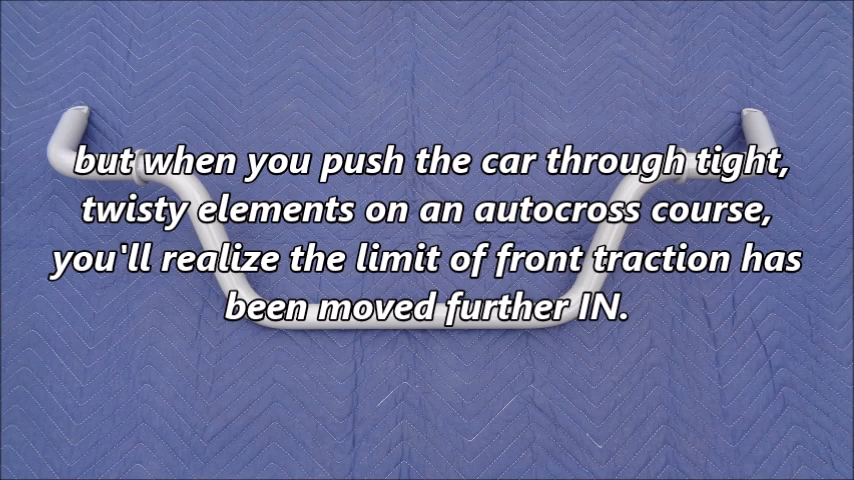 but when you push the car through tight,
twisty elements on an autocross course,
you'll realize the limit of front traction has
been moved further IN.